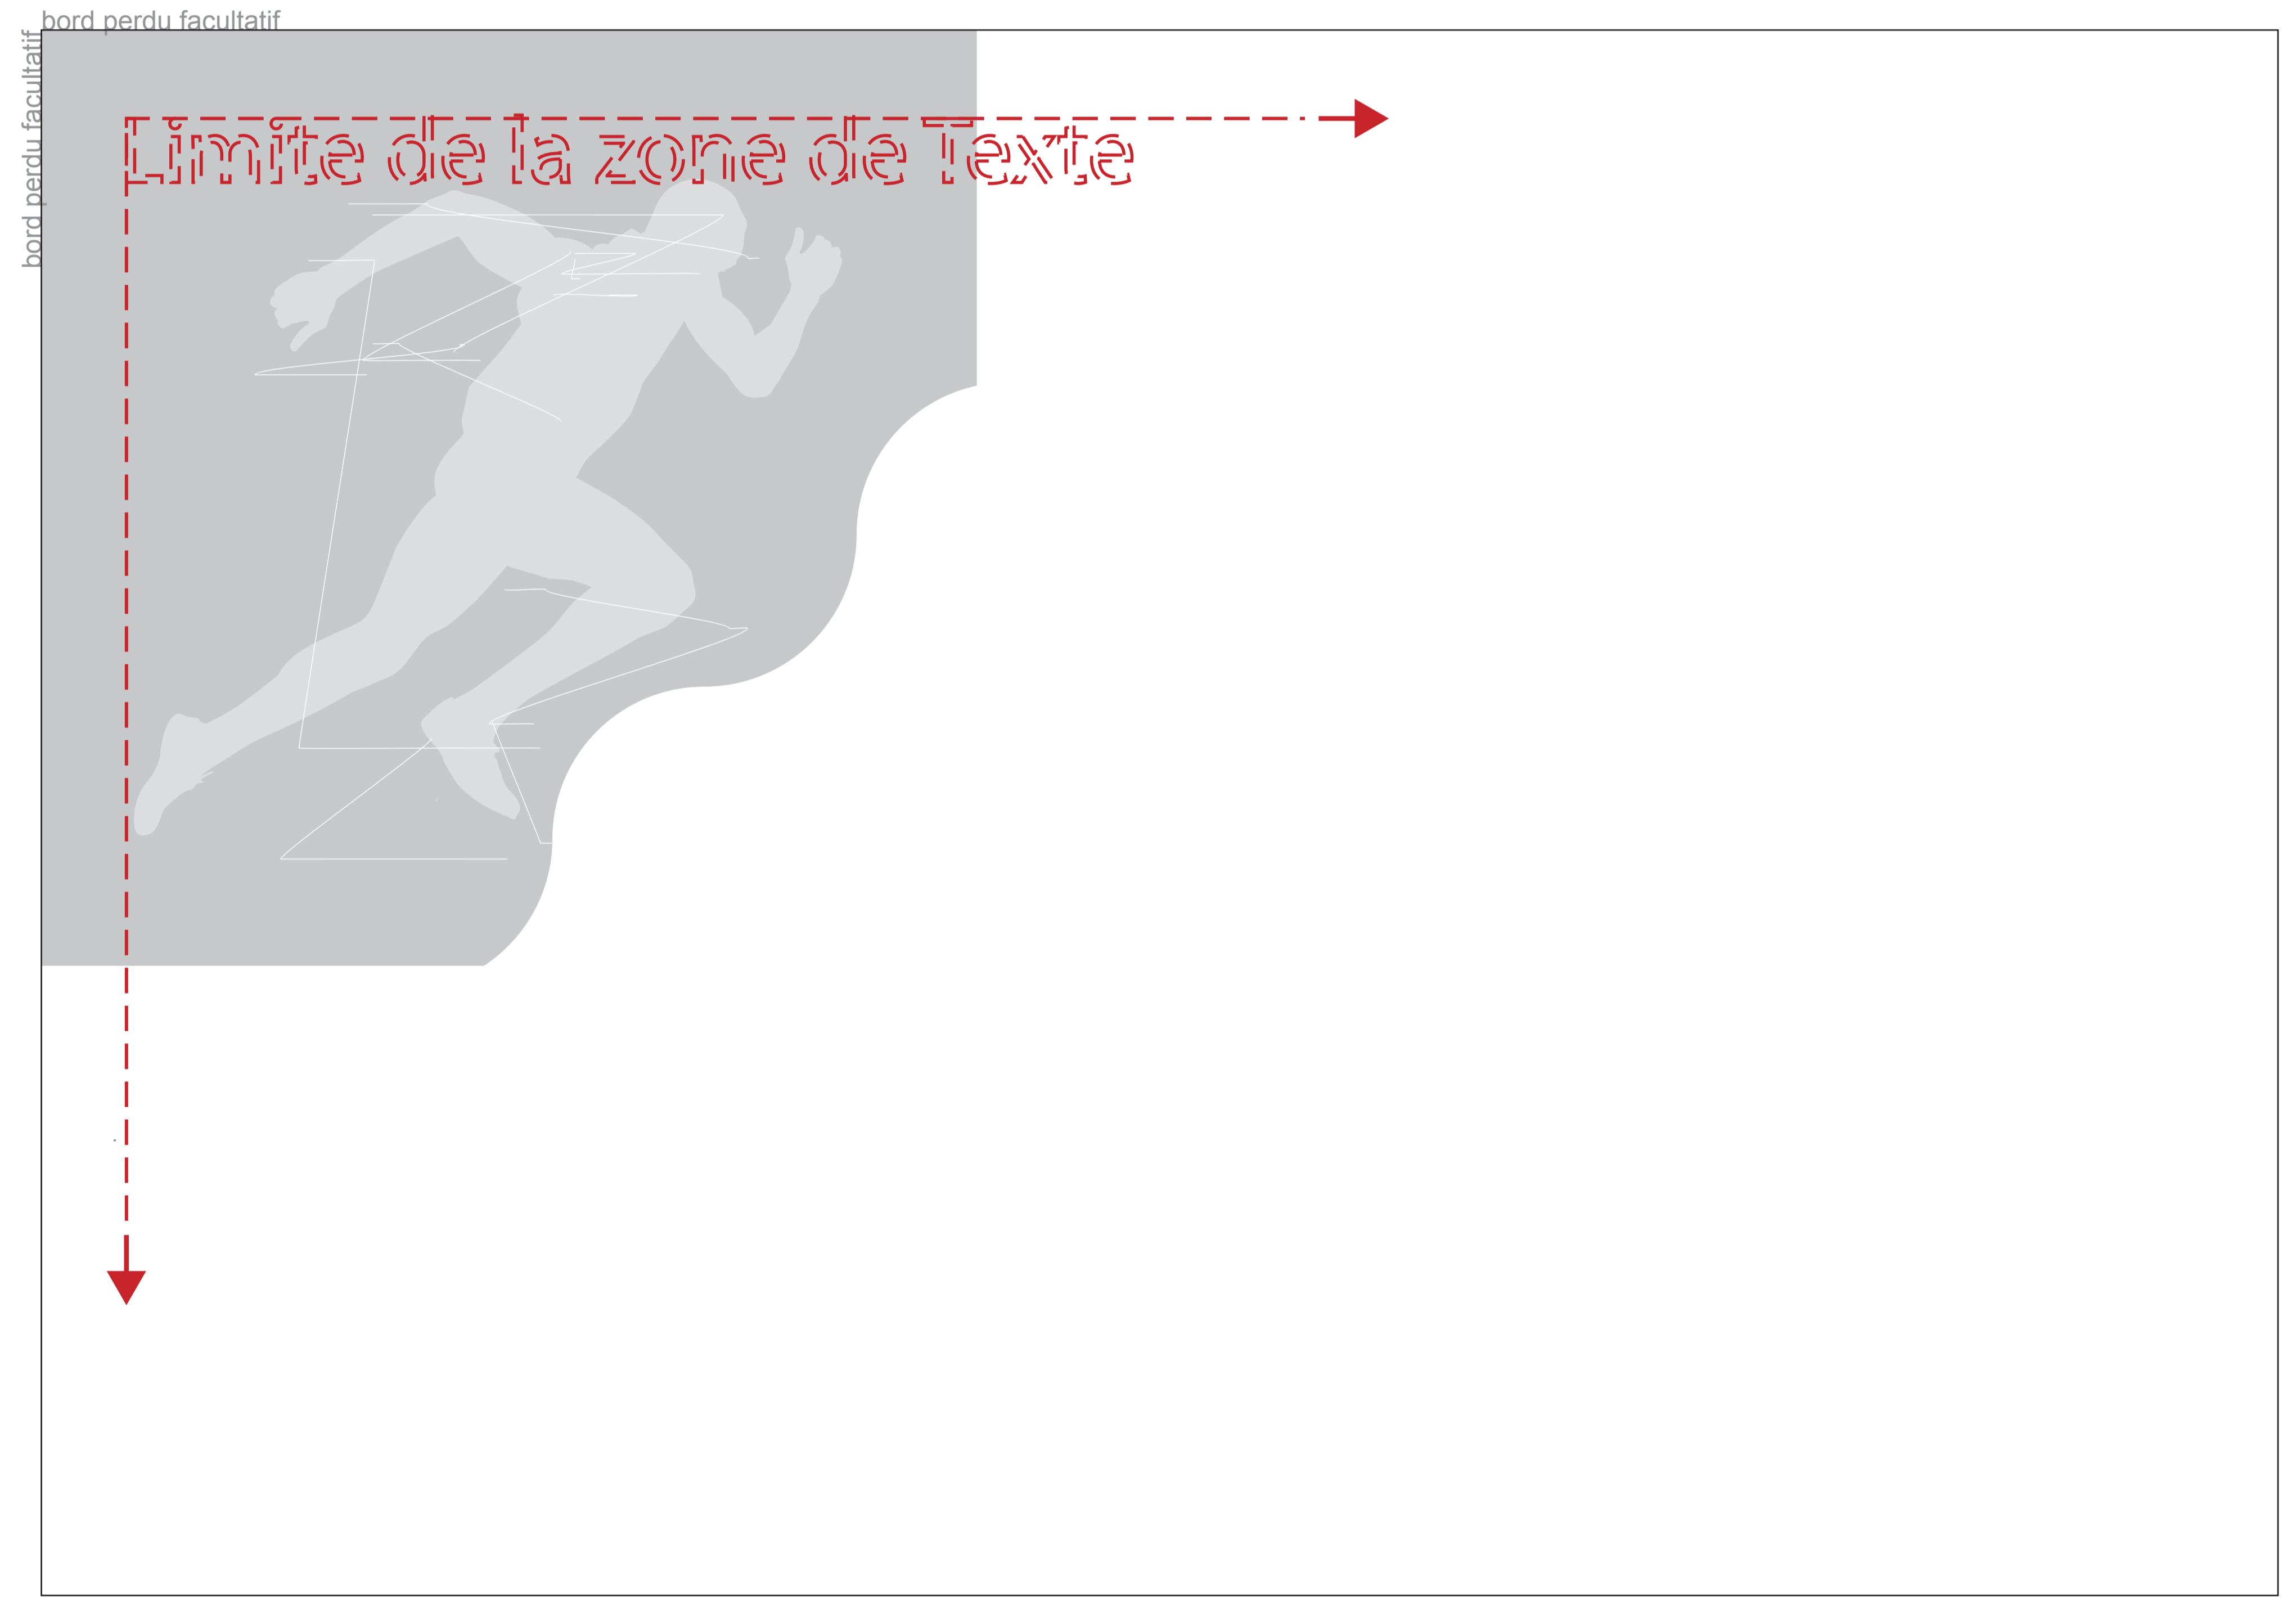 bord perdu facultatif
bord perdu facultatif
Limite de la zone de Texte